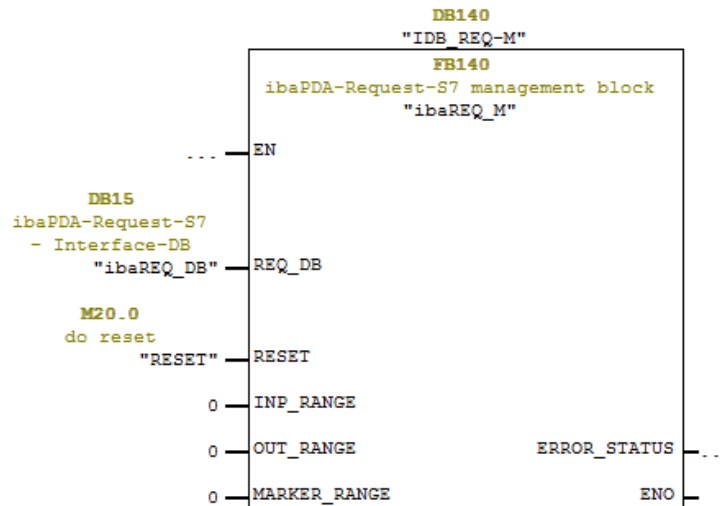 DB140
"IDB_REQ-M"
FB140
ibaPDA-Request-S7 management block
"ibaREQ_M"
... EN
DB15
ibaPDA-Request-S7
- Interface-DB
"ibaREQ_DB" REQ_DB
M20.0
do reset
"RESET" RESET
0 INP_RANGE
0 OUT_RANGE ERROR_STATUS ..
0 MARKER_RANGE ENO